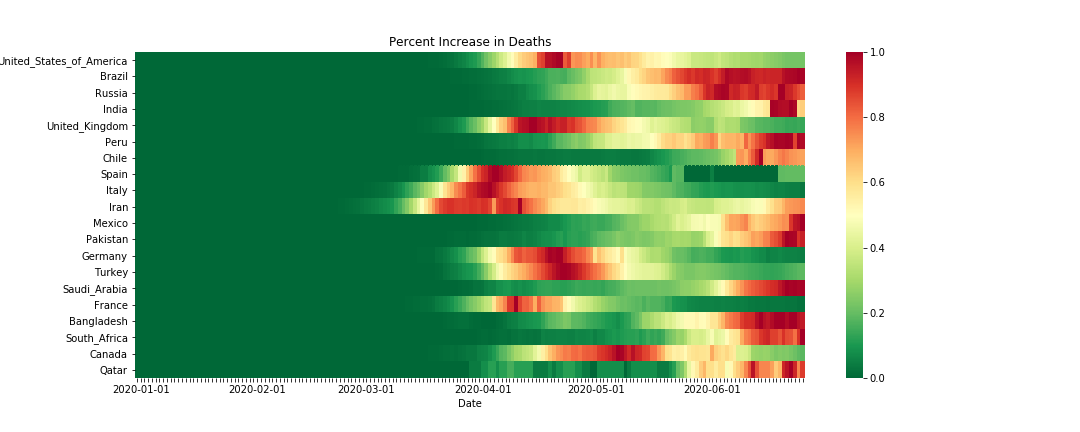 Percent Increase in Deaths
United_States_of_America
Brazil
Russia
India
United_Kingdom
Peru
Chile
Spain
Italy
Iran
Mexico
Pakistan
Germany
Turkey
Saudi_Arabia
France
Bangladesh
South_Africa
Canada
Qatar
2020-01-01 2020-02-01 2020-03-01 2020-04-01 2020-05-01 2020-06-01
Date
1.0
0.8
0.6
0.4
0.2
0.0